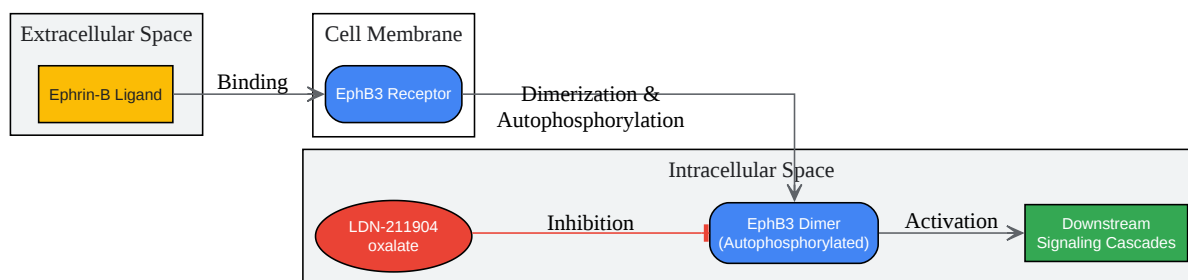 Extracellular Space
Cell Membrane
Ephrin-B Ligand
Binding
EphB3 Receptor
Dimerization &
Autophosphorylation
Intracellular Space
LDN-211904
oxalate
Inhibition
EphB3 Dimer
(Autophosphorylated)
Activation
Downstream
Signaling Cascades